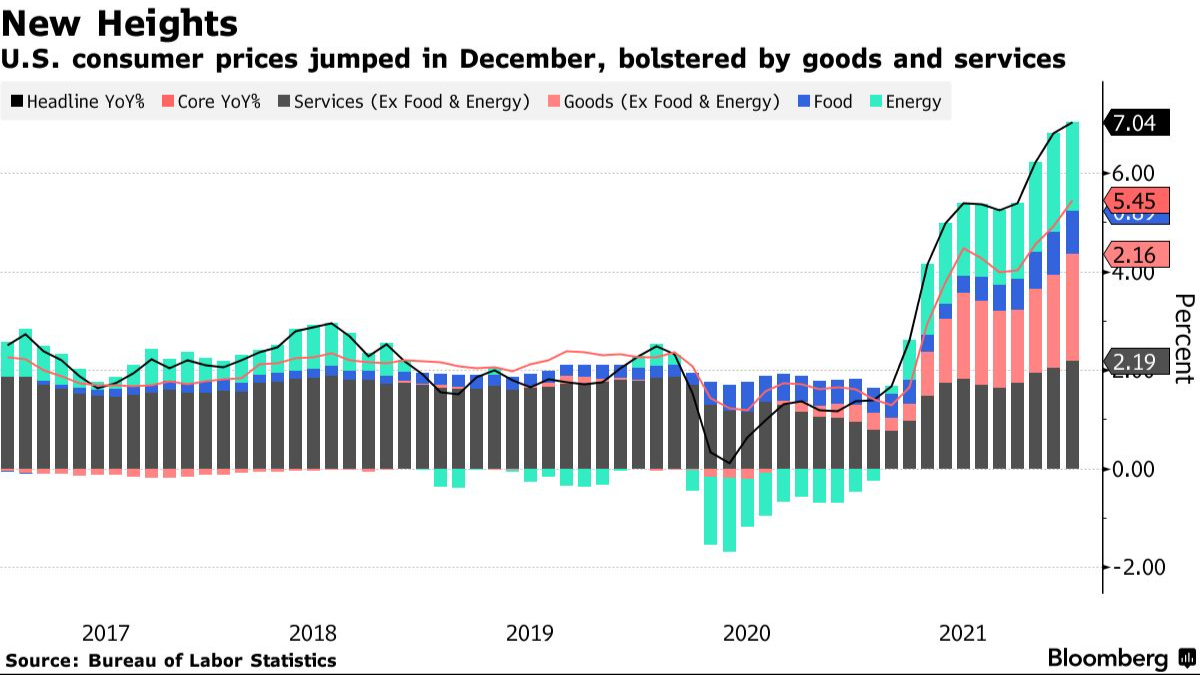 New Heights
U.S. consumer prices jumped in December, bolstered by goods and services
Headline YoY% Core YoY% Services (Ex Food & Energy) Goods (Ex Food & Energy) Food Energy
7.04
6.00
5.45
2.16
4.00
2.19
0.00
-2.00
Percent
2017 2018 2019 2020 2021
Source: Bureau of Labor Statistics
Bloomberg